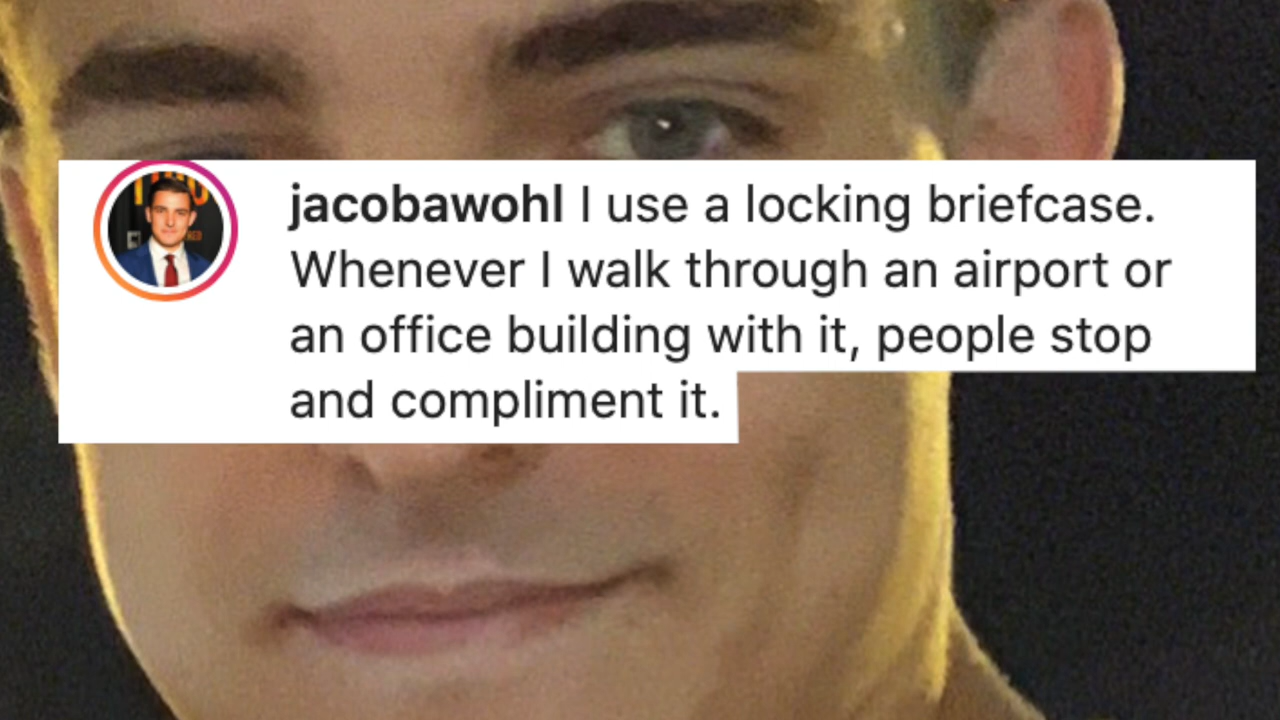 jacobawohl I use a locking briefcase.
Whenever I walk through an airport or
an office building with it, people stop
and compliment it.